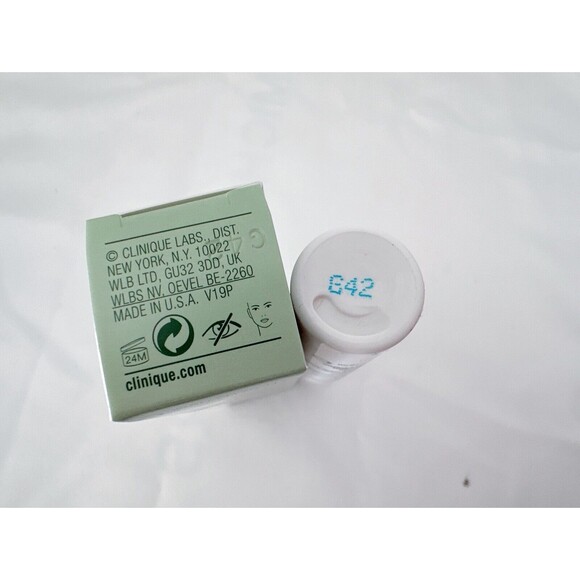 © CLINIQUE LABS., DIST.
NEW YORK, N.Y. 10022
WLB LTD, GU32 3DD, UK
WLBS NV. OEVEL BE-2260
MADE IN U.S.A. V19P
24M
clinique.com
G42